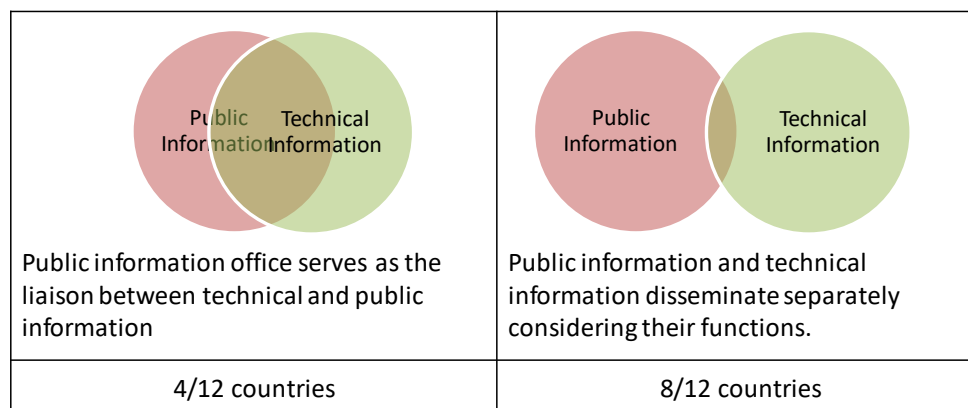 Public
Information
Technical
Information
Public information office serves as the
liaison between technical and public
information
4/12 countries
Public
Information
Technical
Information
Public information and technical
information disseminate separately
considering their functions.
8/12 countries